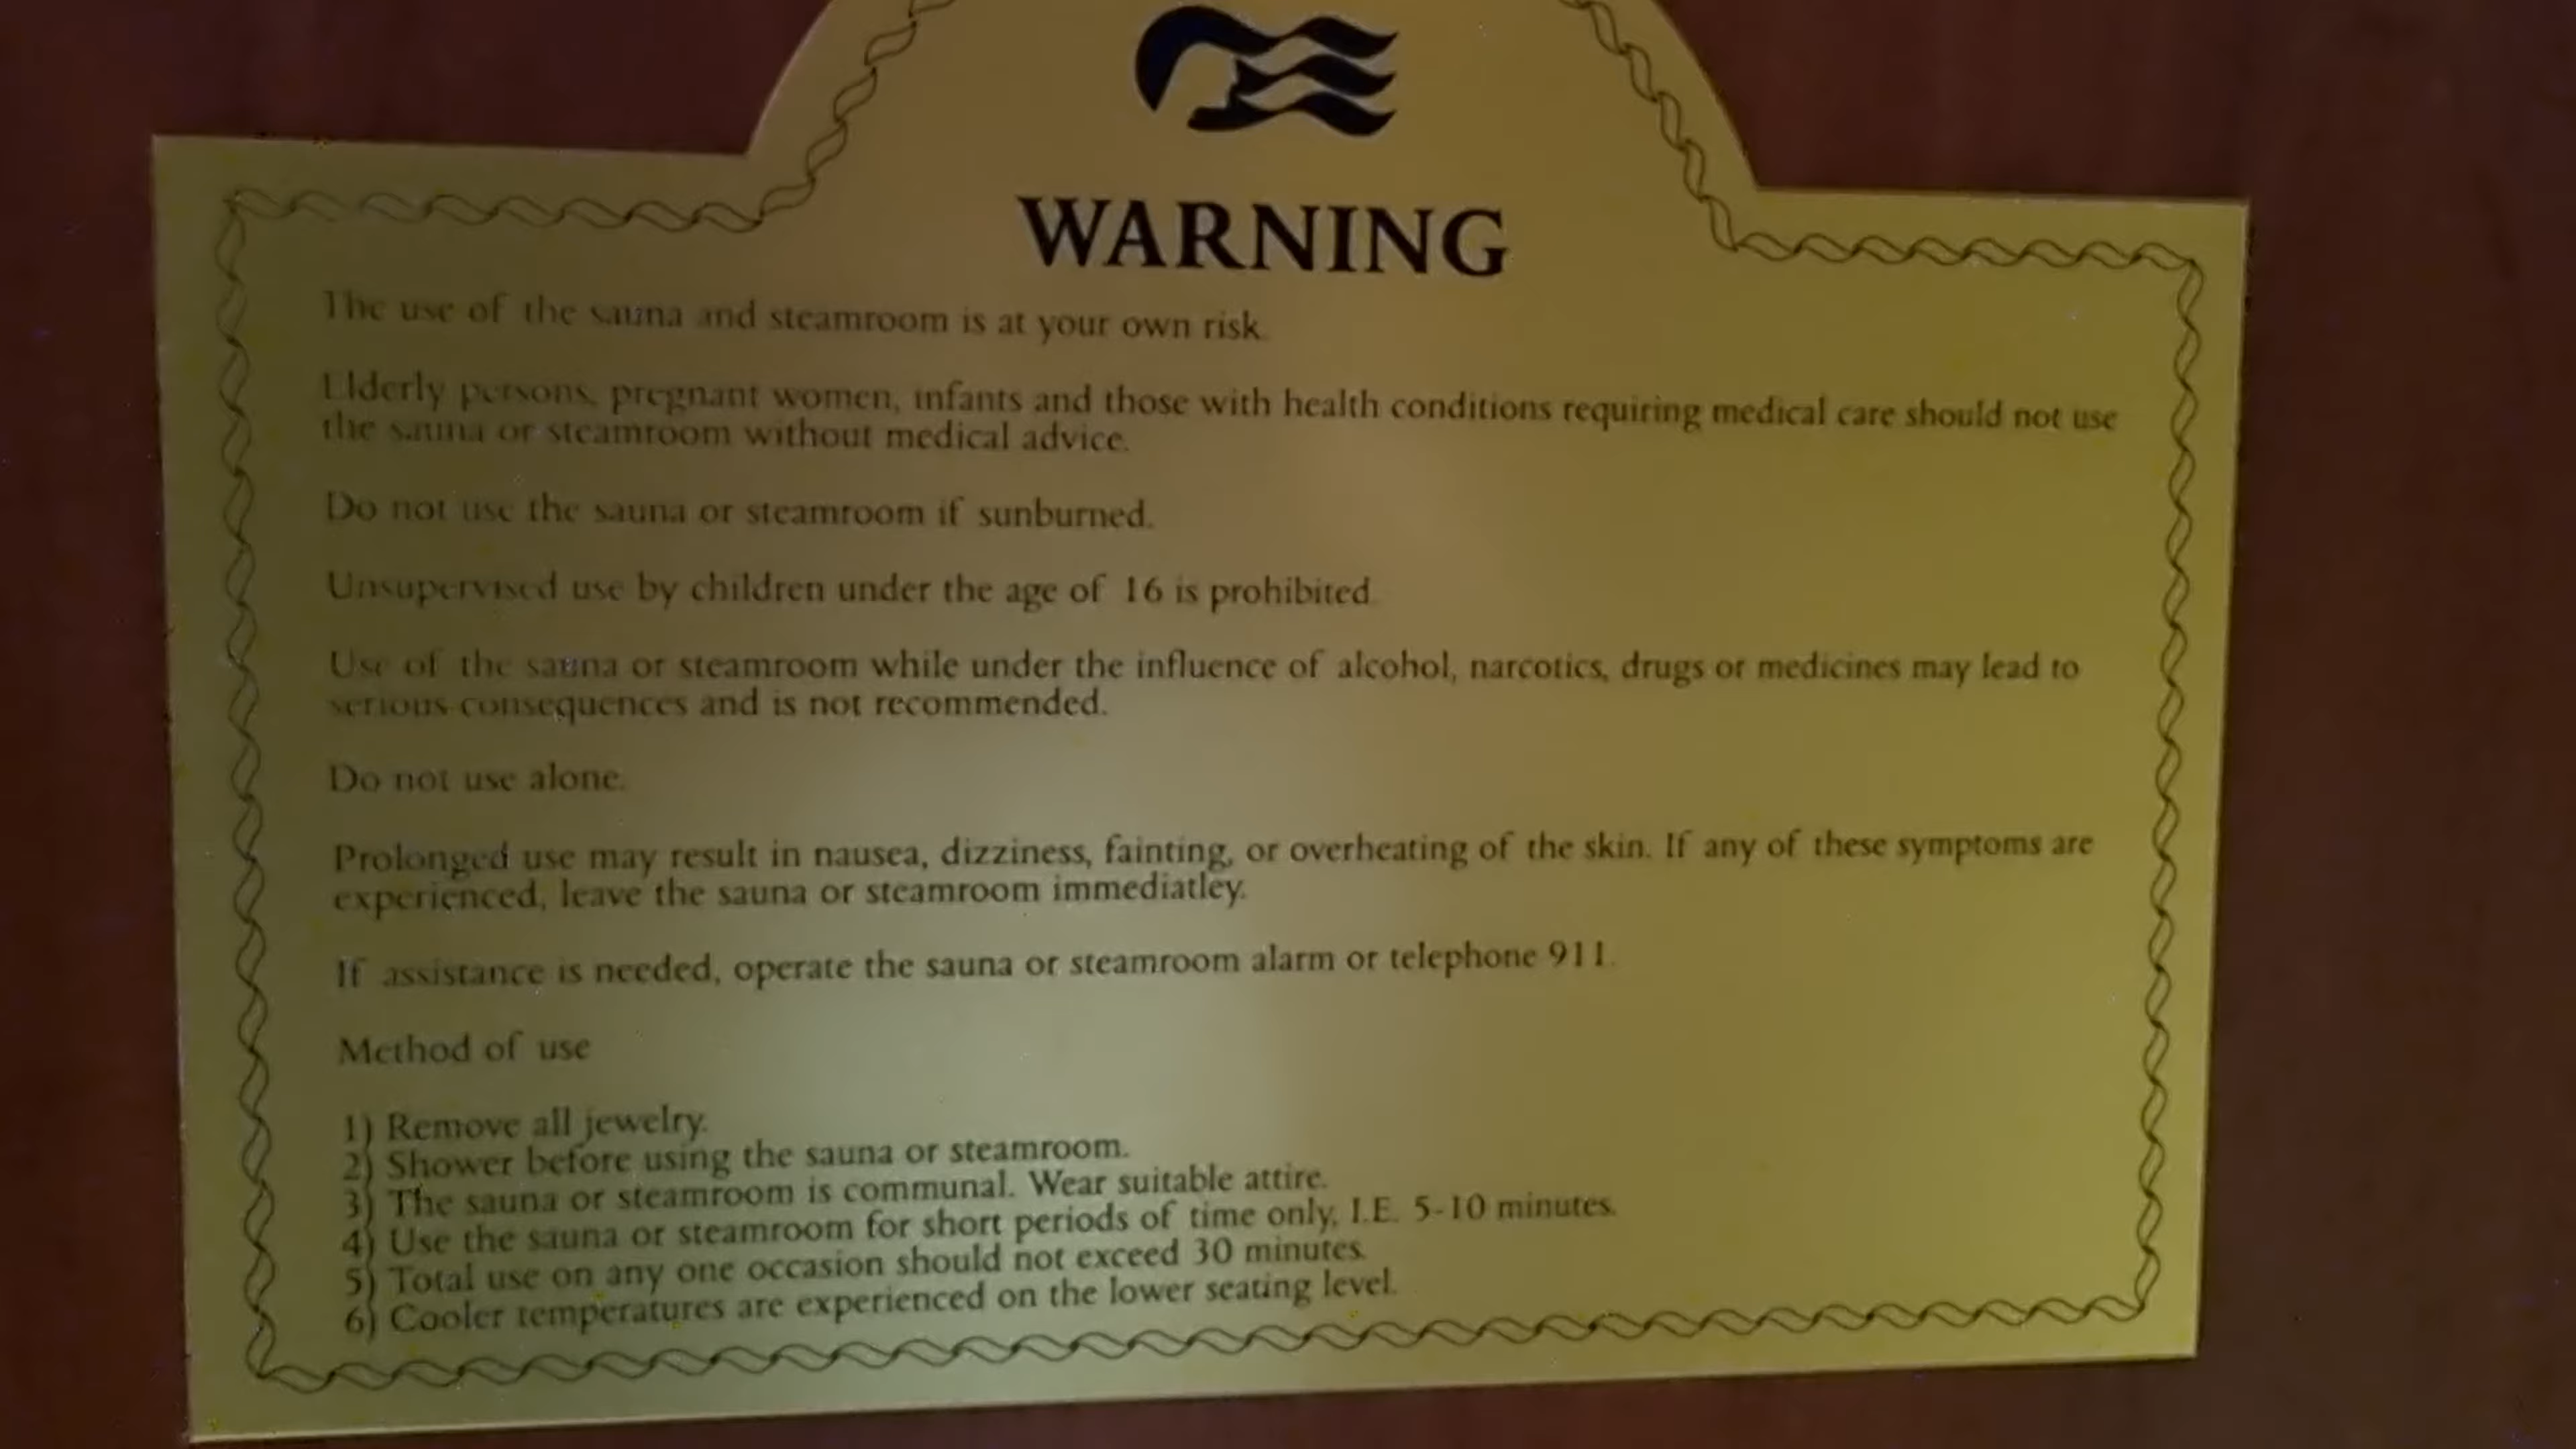 WARNING
The use of the sauna and steamroom is at your own risk.
Elderly persons, pregnant women, infants and those with health conditions requiring medical care should not use
the sauna or steamroom without medical advice.
Do not use the sauna or steamroom if sunburned.
Unsupervised use by children under the age of 16 is prohibited.
Use of the sauna or steamroom while under the influence of alcohol, narcotics, drugs or medicines may lead to
serious consequences and is not recommended.
Do not use alone.
Prolonged use may result in nausea, dizziness, fainting, or overheating of the skin. If any of these symptoms are
experienced, leave the sauna or steamroom immediatley.
If assistance is needed, operate the sauna or steamroom alarm or telephone 911.
Method of use
1) Remove all jewelry.
2) Shower before using the sauna or steamroom.
3) The sauna or steamroom is communal. Wear suitable attire.
4) Use the sauna or steamroom for short periods of time only, I.E. 5-10 minutes.
5) Total use on any one occasion should not exceed 30 minutes.
6) Cooler temperatures are experienced on the lower seating level.